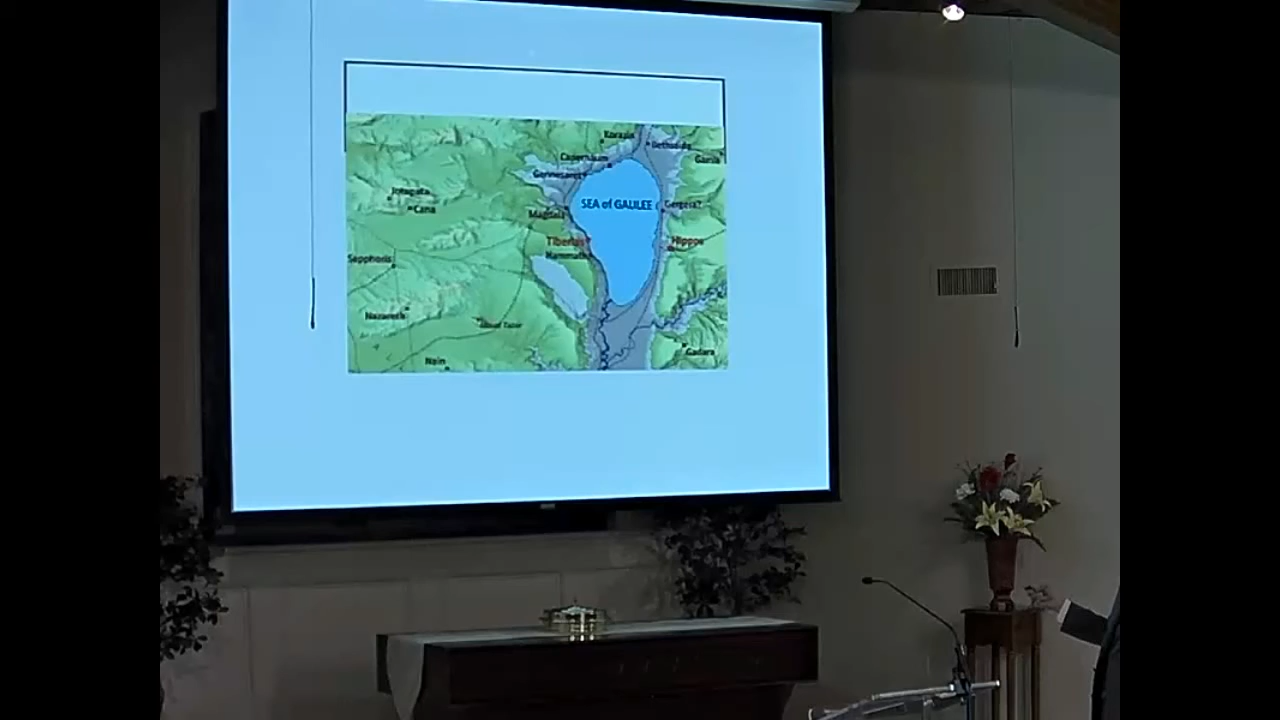 Korazin
Bethsaida
Capernaum
Gamla
Gennesaret
Jotapata
Cana
SEA of GALILEE
Gergesa?
Magdala
Tiberias
Hippos
Hammath
Sepphoris
Nazareth
Mount Tabor
Gadara
Nain